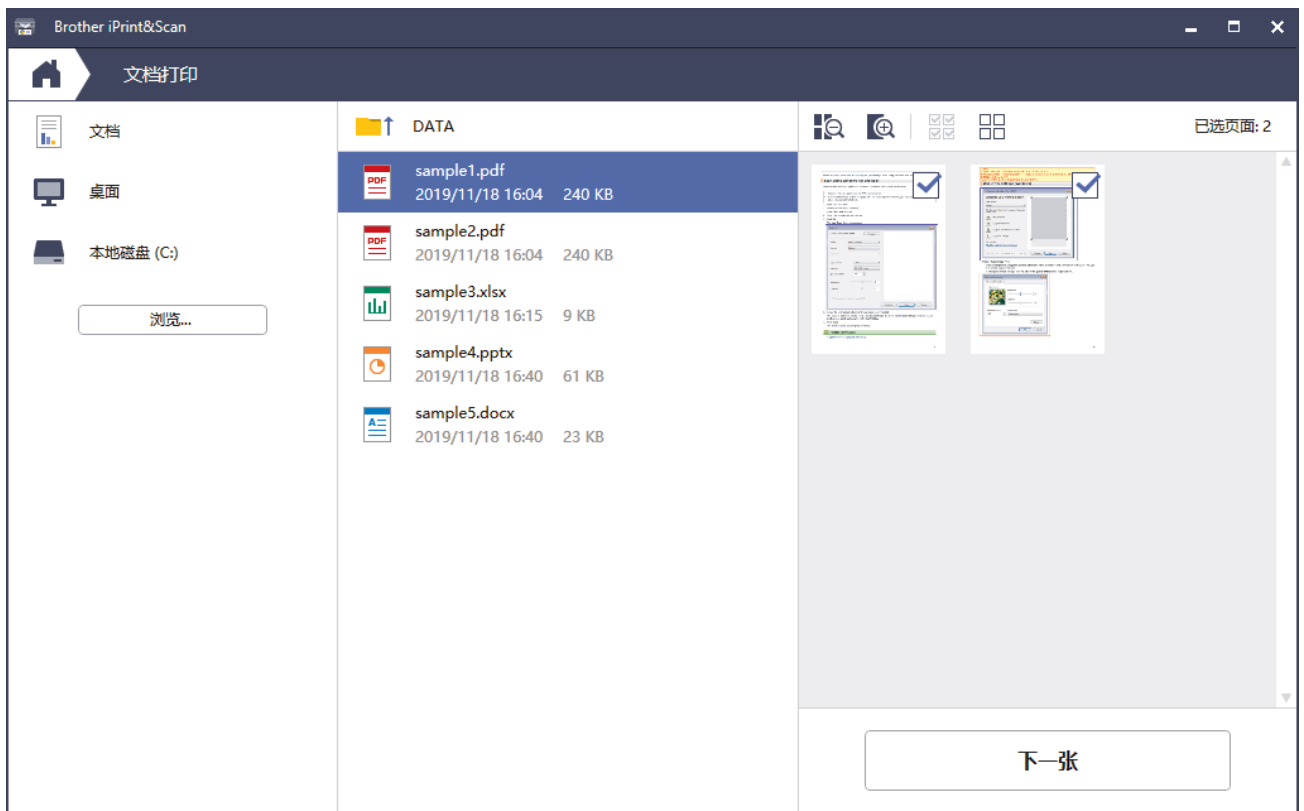 Brother iPrint&Scan
文档打印
文档
桌面
本地磁盘 (C:)
浏览...
DATA
PDF
sample1.pdf
2019/11/18 16:04 240 KB
PDF
sample2.pdf
2019/11/18 16:04 240 KB
sample3.xlsx
2019/11/18 16:15 9 KB
sample4.pptx
2019/11/18 16:40 61 KB
A
sample5.docx
2019/11/18 16:40 23 KB
已选页面: 2
下一张